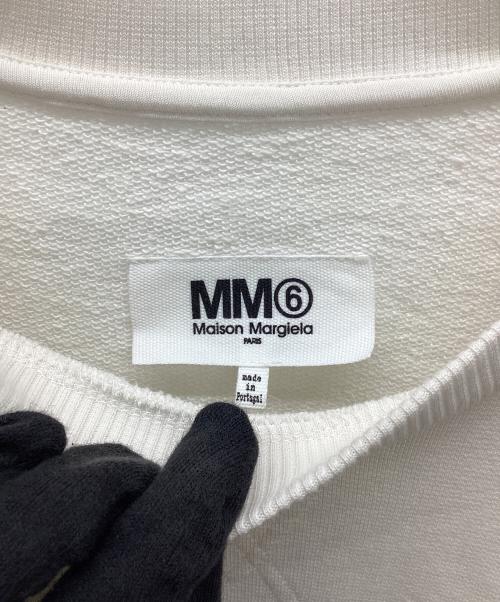 MM⑥
Maison Margiela
PARIS
made
in
Portugal